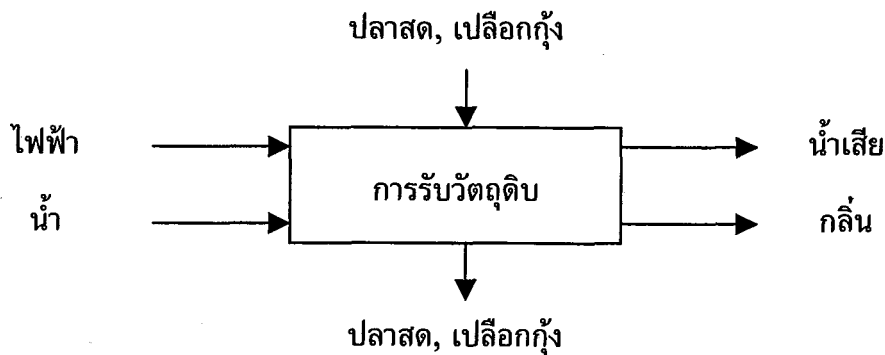 ปลาสด, เปลือกกุ้ง
ไฟฟ้า
น้ำเสีย
การรับวัตถุดิบ
น้ำ
กลิ่น
ปลาสด, เปลือกกุ้ง